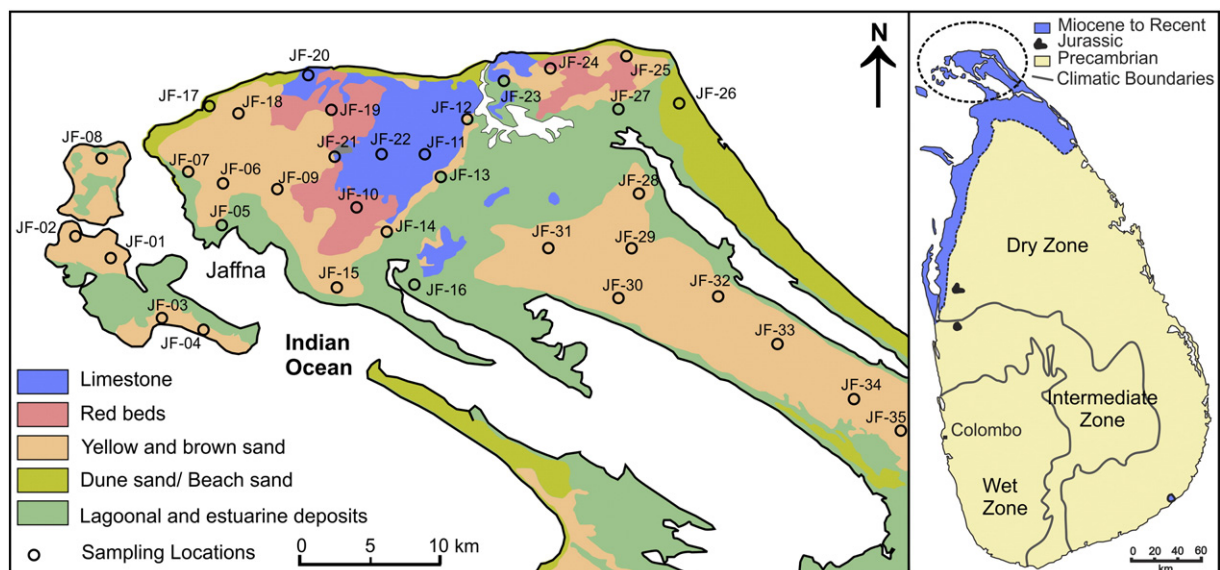 N
JF-20
JF-24
JF-25
JF-17
JF-18
JF-19
JF-12
JF-23
JF-27
JF-26
JF-08
JF-21
JF-22
JF-11
JF-07
JF-06
JF-09
JF-13
JF-28
JF-10
JF-05
JF-14
JF-02
JF-01
JF-31
JF-29
Jaffna
JF-15
JF-16
JF-30
JF-32
JF-03
JF-04
JF-33
Indian
Ocean
JF-34
JF-35
Limestone
Red beds
Yellow and brown sand
Dune sand/ Beach sand
Lagoonal and estuarine deposits
Sampling Locations
0 6 10 km
Miocene to Recent
Jurassic
Precambrian
Climatic Boundaries
Dry Zone
Intermediate
Zone
Colombo
Wet
Zone
0 20 40 60
km